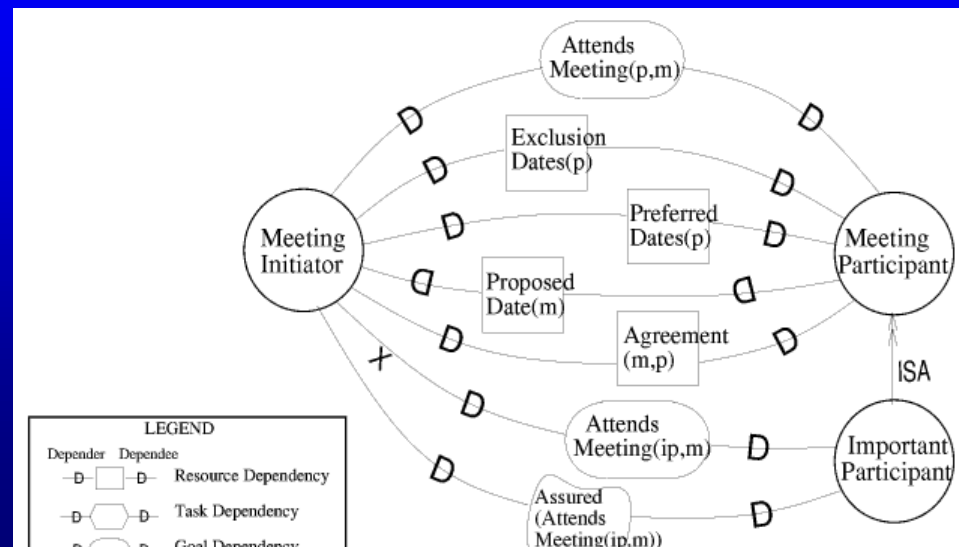 Attends
Meeting(p,m)
D
D
Exclusion
Dates(p)
D
D
Preferred
Dates(p)
D
D
Meeting
Initiator
Meeting
Participant
Proposed
Date(m)
D
D
Agreement
(m,p)
D
D
X
ISA
Attends
Meeting(ip,m)
D
D
Important
Participant
Assured
(Attends
Meeting(ip,m))
D
D
LEGEND
Depender Dependee
D D Resource Dependency
D D Task Dependency
D D Goal Dependency